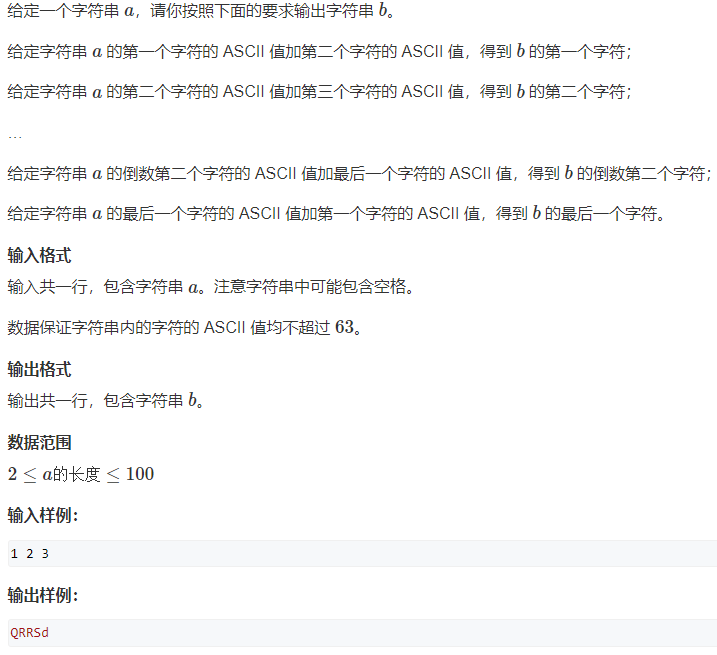 给定一个字符串 a，请你按照下面的要求输出字符串 b。
给定字符串 a 的第一个字符的 ASCII 值加第二个字符的 ASCII 值，得到 b 的第一个字符；
给定字符串 a 的第二个字符的 ASCII 值加第三个字符的 ASCII 值，得到 b 的第二个字符；
…
给定字符串 a 的倒数第二个字符的 ASCII 值加最后一个字符的 ASCII 值，得到 b 的倒数第二个字符；
给定字符串 a 的最后一个字符的 ASCII 值加第一个字符的 ASCII 值，得到 b 的最后一个字符。
输入格式
输入共一行，包含字符串 a。注意字符串中可能包含空格。
数据保证字符串内的字符的 ASCII 值均不超过 63。
输出格式
输出共一行，包含字符串 b。
数据范围
2 ≤ a的长度 ≤ 100
输入样例：
1 2 3
输出样例：
QRRSd